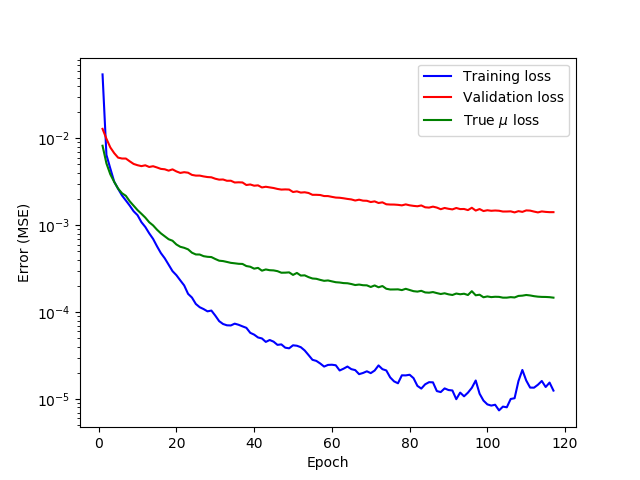 Training loss
Validation loss
True μ loss
10⁻²
10⁻³
10⁻⁴
10⁻⁵
Error (MSE)
0 20 40 60 80 100 120
Epoch